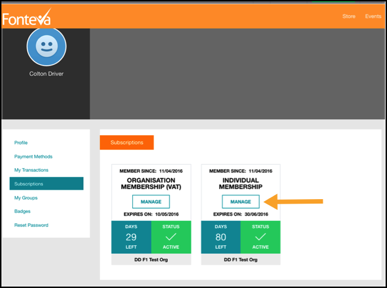 Fonteva
Store Events
Colton Driver
Profile
Payment Methods
My Transactions
Subscriptions
My Groups
Badges
Reset Password
Subscriptions
MEMBER SINCE: 11/04/2016
ORGANISATION
MEMBERSHIP (VAT)
MANAGE
EXPIRES ON: 10/05/2016
DAYS
29
LEFT
STATUS
ACTIVE
DD F1 Test Org
MEMBER SINCE: 11/04/2016
INDIVIDUAL
MEMBERSHIP
MANAGE
EXPIRES ON: 30/06/2016
DAYS
80
LEFT
STATUS
ACTIVE
DD F1 Test Org